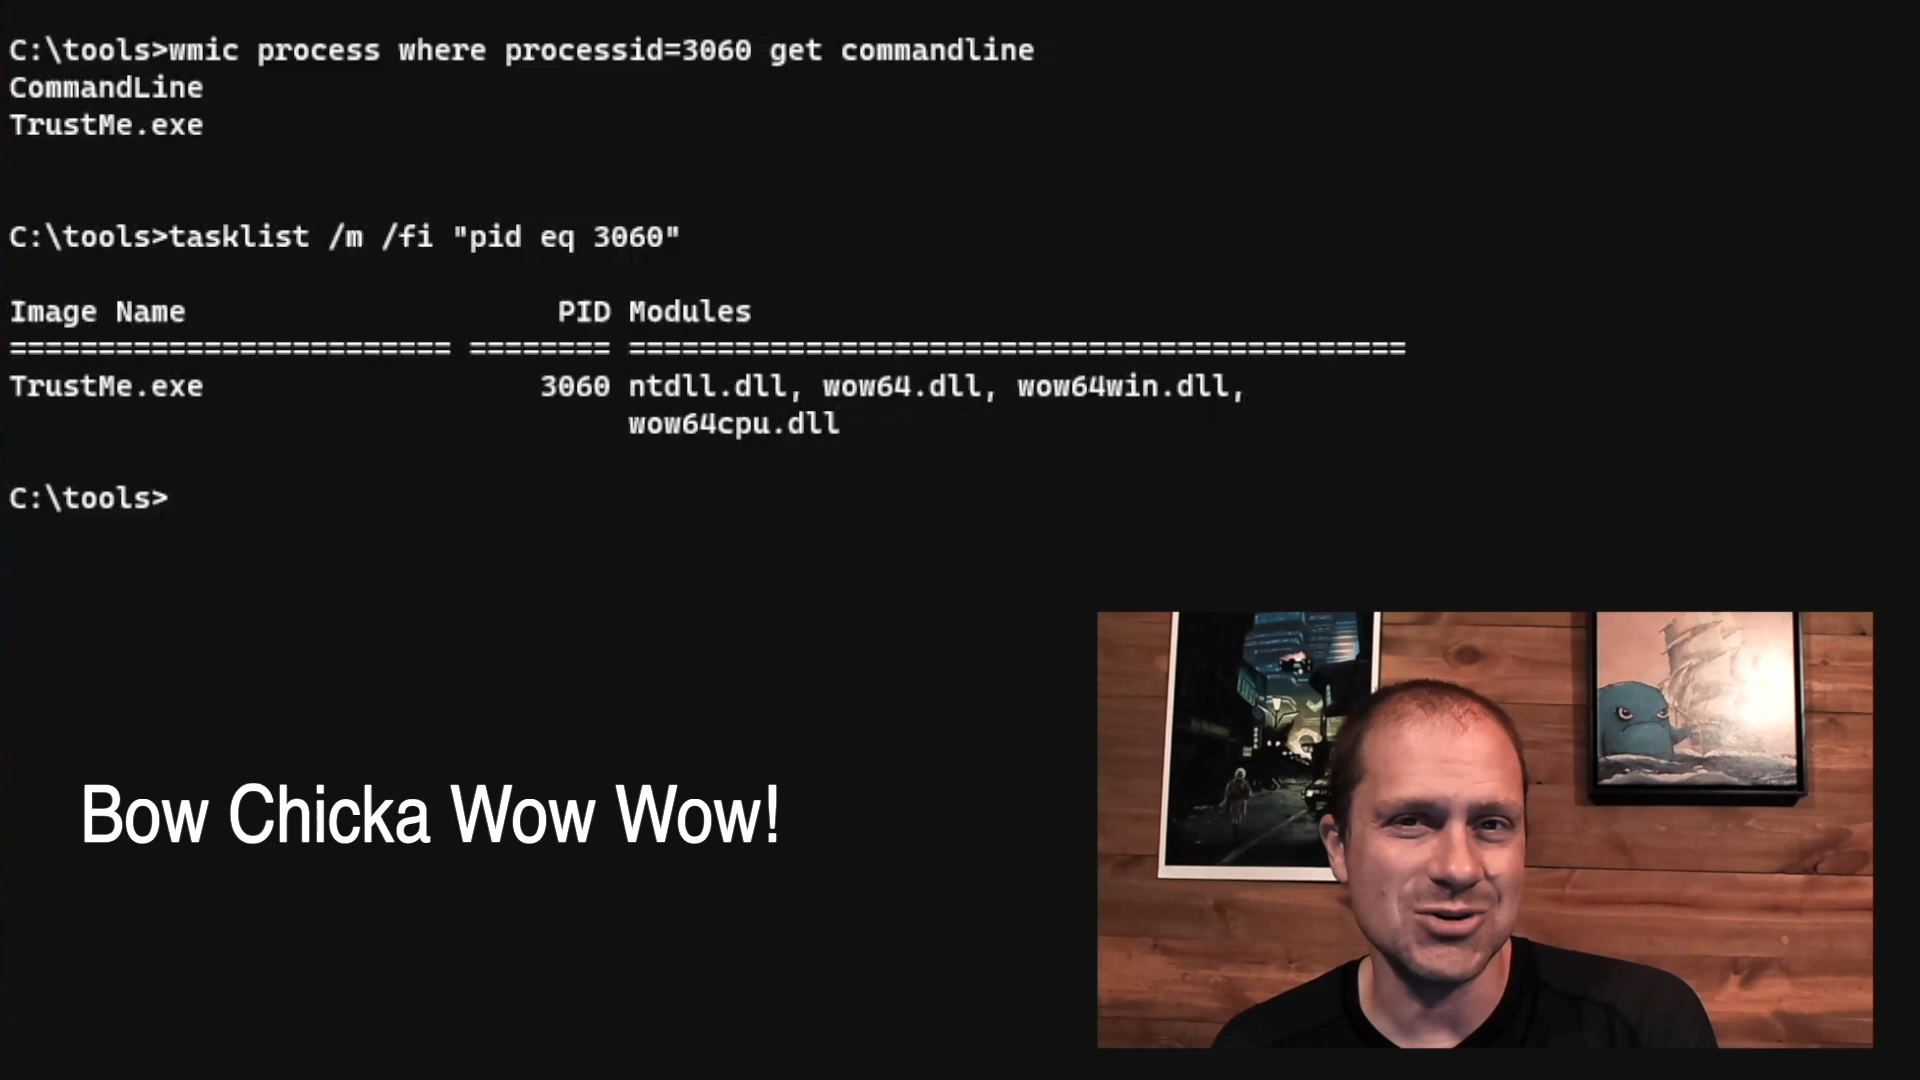 C:\tools>wmic process where processid=3060 get commandline
CommandLine
TrustMe.exe
C:\tools>tasklist /m /fi "pid eq 3060"
Image Name                   PID Modules
========================= ======== ============================================
TrustMe.exe                 3060 ntdll.dll, wow64.dll, wow64win.dll,
wow64cpu.dll
C:\tools>
Bow Chicka Wow Wow!